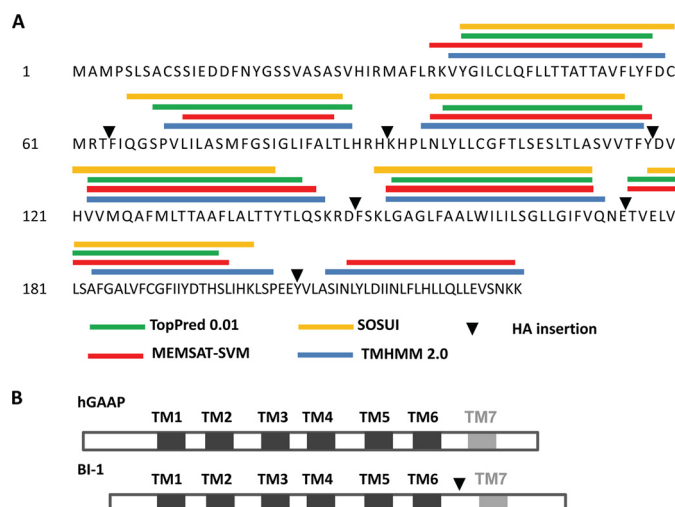 A
1 MAMPSLSACSSIEDDFNYGSSVASASVHIRMAFLRKVYGILCLQFLLTTATTAVFLYFDC
61 MRTFIQGSPVLILASMFGSIGLIFALTLHRHKHPLNLYLLCGFTLSESLTLASVVTFYDV
121 HVVMQAFMLTTAAFLALTTYTLQSKRDFSKLGAGLFAALWILILSGLLGIFVQNETVELV
181 LSAFGALVFCGFIIYDTHSLIHKLSPEEYVLASINLYLDIINLFLHLLQLLEVSNKK
TopPred 0.01 SOSUI HA insertion
MEMSAT-SVM TMHMM 2.0
B
hGAAP
TM1 TM2 TM3 TM4 TM5 TM6 TM7
BI-1
TM1 TM2 TM3 TM4 TM5 TM6 TM7